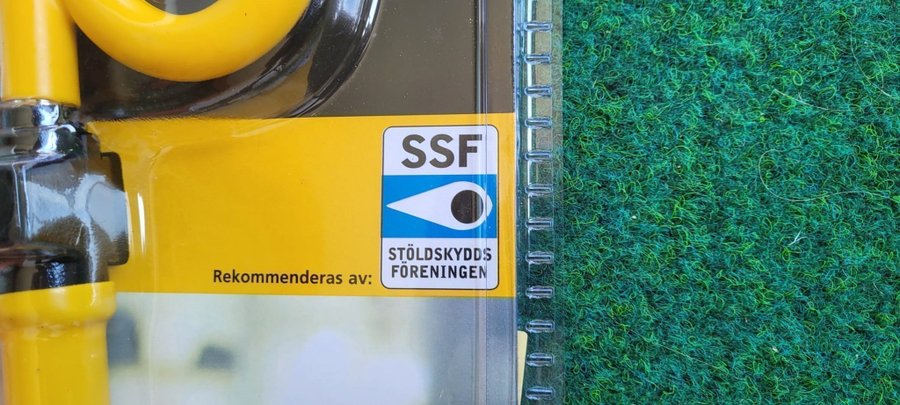 SSF
STÖLDSKYDDS
FÖRENINGEN
Rekommenderas av: